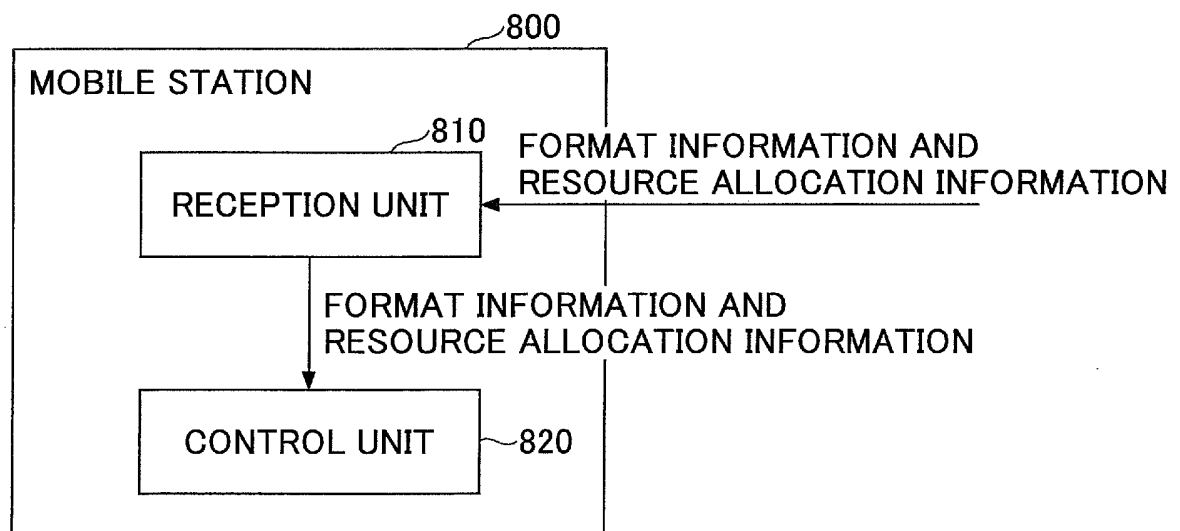 800
MOBILE STATION
810
FORMAT INFORMATION AND
RESOURCE ALLOCATION INFORMATION
RECEPTION UNIT
FORMAT INFORMATION AND
RESOURCE ALLOCATION INFORMATION
CONTROL UNIT
820